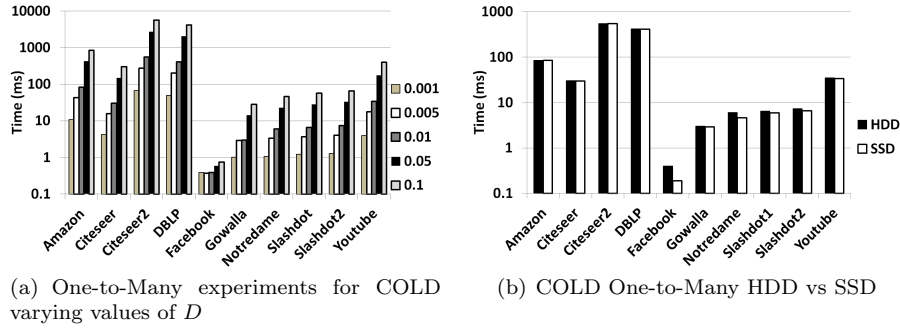 10000
1000
100
10
1
0.1
Time (ms)
Amazon
Citeseer
Citeseer2
DBLP
Facebook
Gowalla
Notredame
Slashdot
Slashdot2
Youtube
0.001
0.005
0.01
0.05
0.1
(a) One-to-Many experiments for COLD
varying values of D
1000
100
10
1
0.1
Time (ms)
Amazon
Citeseer
Citeseer2
DBLP
Facebook
Gowalla
Notredame
Slashdot1
Slashdot2
Youtube
HDD
SSD
(b) COLD One-to-Many HDD vs SSD